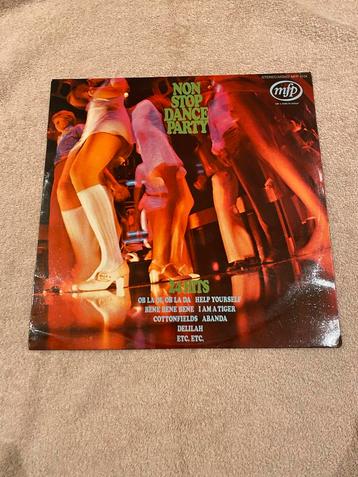 NON
STOP
DANCE
PARTY
mfp
24 HITS
OB LA DI, OB LA DA HELP YOURSELF
BENE BENE BENE I AM A TIGER
COTTONFIELDS ABANDA
DELILAH
ETC. ETC.